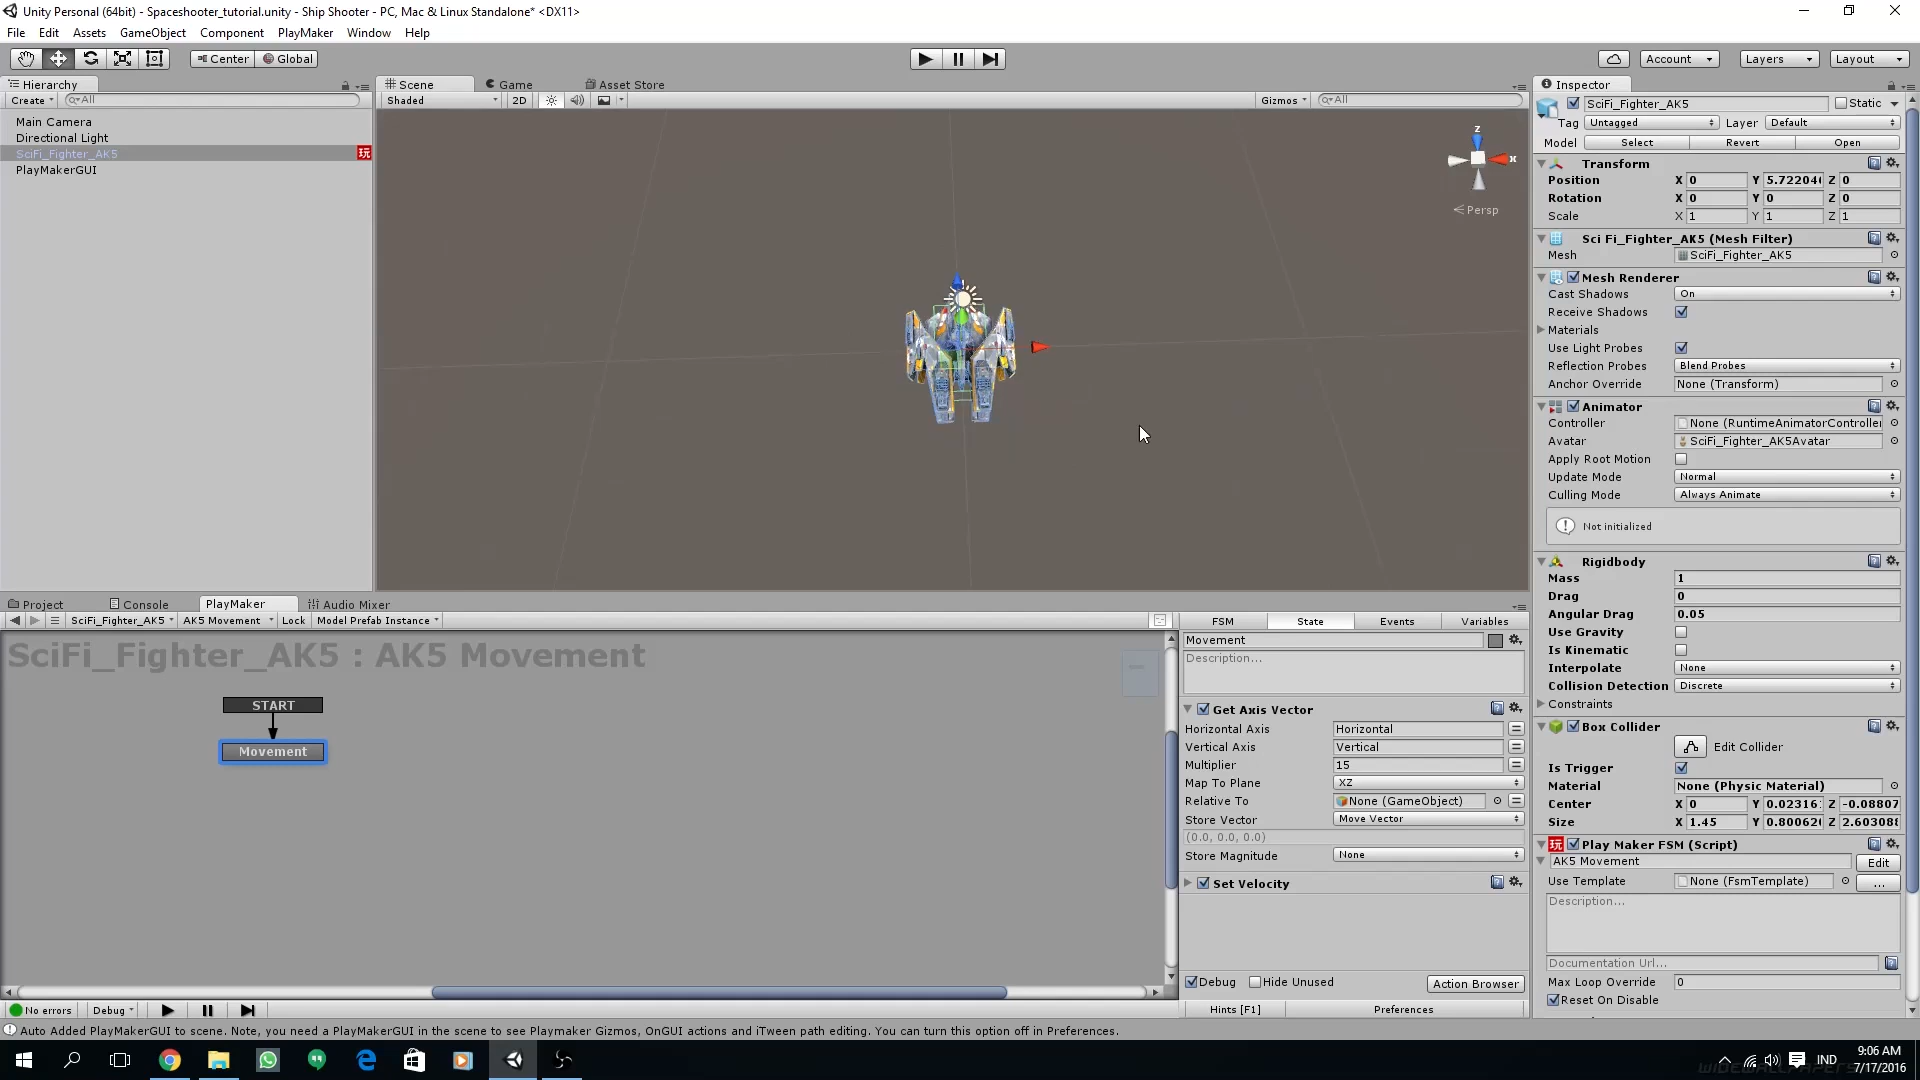 Unity Personal (64bit) - Spaceshooter_tutorial.unity - Ship Shooter - PC, Mac & Linux Standalone* <DX11>
File Edit Assets GameObject Component PlayMaker Window Help
Center Global Account Layers Layout
Hierarchy
Create All
Main Camera
Directional Light
SciFi_Fighter_AK5 玩
PlayMakerGUI
Scene Game Asset Store
Shaded 2D Gizmos All
z
x
Persp
Inspector
SciFi_Fighter_AK5 Static
Tag Untagged Layer Default
Model Select Revert Open
Transform
Position X 0 Y 5.72204 Z 0
Rotation X 0 Y 0 Z 0
Scale X 1 Y 1 Z 1
Sci Fi_Fighter_AK5 (Mesh Filter)
Mesh SciFi_Fighter_AK5
Mesh Renderer
Cast Shadows On
Receive Shadows
Materials
Use Light Probes
Reflection Probes Blend Probes
Anchor Override None (Transform)
Animator
Controller None (RuntimeAnimatorController
Avatar SciFi_Fighter_AK5Avatar
Apply Root Motion
Update Mode Normal
Culling Mode Always Animate
Not initialized
Rigidbody
Mass 1
Drag 0
Angular Drag 0.05
Use Gravity
Is Kinematic
Interpolate None
Collision Detection Discrete
Constraints
Box Collider
Edit Collider
Is Trigger
Material None (Physic Material)
Center X 0 Y 0.02316 Z -0.08807
Size X 1.45 Y 0.80062 Z 2.60308
玩 Play Maker FSM (Script)
AK5 Movement Edit
Use Template None (FsmTemplate) ...
Description...
Documentation Url...
Max Loop Override 0
Reset On Disable
Project Console PlayMaker Audio Mixer
SciFi_Fighter_AK5 AK5 Movement Lock Model Prefab Instance
SciFi_Fighter_AK5 : AK5 Movement
START
Movement
FSM State Events Variables
Movement
Description...
Get Axis Vector
Horizontal Axis Horizontal
Vertical Axis Vertical
Multiplier 15
Map To Plane XZ
Relative To None (GameObject)
Store Vector Move Vector
(0.0, 0.0, 0.0)
Store Magnitude None
Set Velocity
Debug Hide Unused Action Browser
Hints [F1] Preferences
No errors Debug
Auto Added PlayMakerGUI to scene. Note, you need a PlayMakerGUI in the scene to see Playmaker Gizmos, OnGUI actions and iTween path editing. You can turn this option off in Preferences.
IND
9:06 AM
7/17/2016